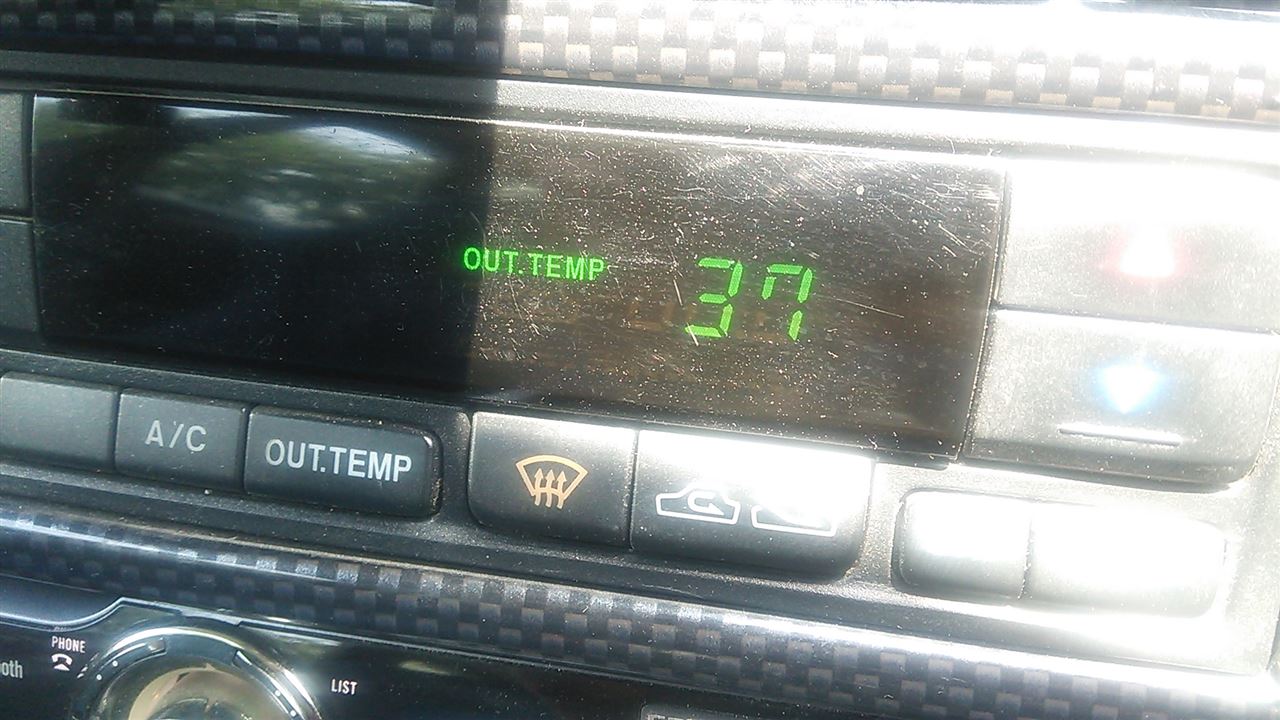 OUT.TEMP 37
A/C
OUT.TEMP
PHONE
LIST